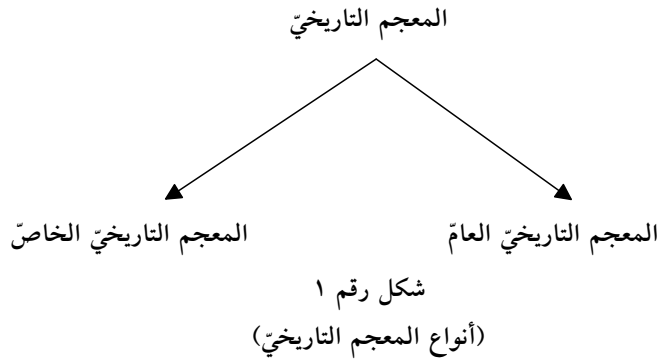 المعجم التاريخيّ
المعجم التاريخيّ العامّ
المعجم التاريخيّ الخاصّ
شكل رقم ١
(أنواع المعجم التاريخيّ)